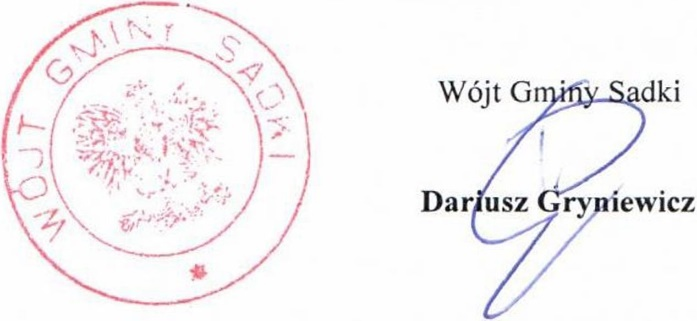 WÓJT GMINY SADKI
*
Wójt Gminy Sadki
Dariusz Gryniewicz